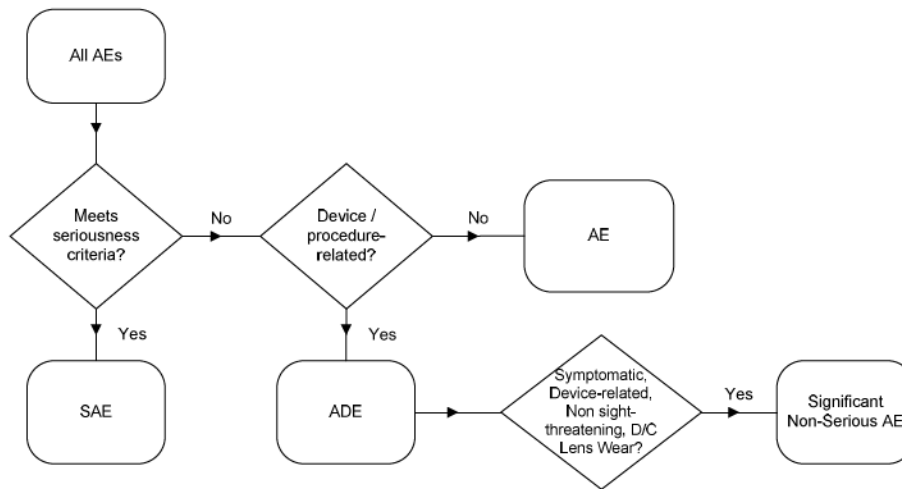 All AEs
Meets
seriousness
criteria?
No
Device /
procedure-
related?
No
AE
Yes
Yes
SAE
ADE
Symptomatic,
Device-related,
Non sight-
threatening, D/C
Lens Wear?
Yes
Significant
Non-Serious AE